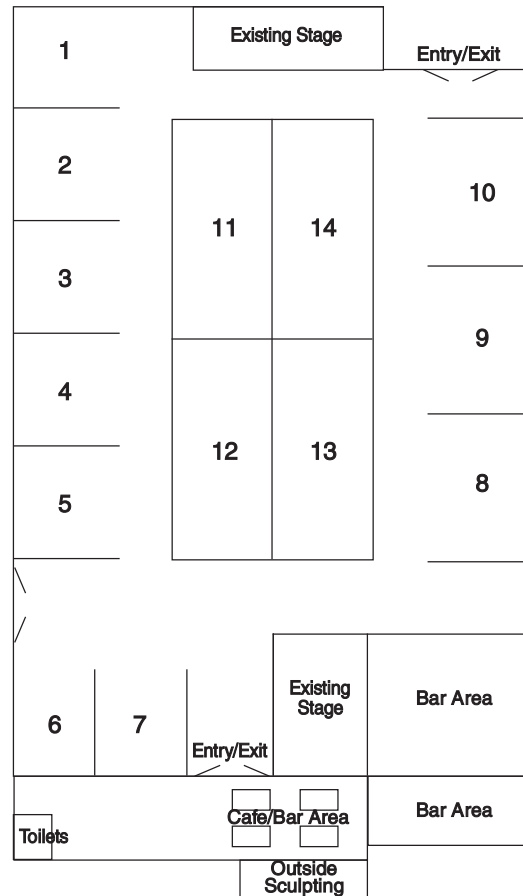 1
Existing Stage
Entry/Exit
2
10
11
14
3
9
4
12
13
8
5
Existing
Stage
Bar Area
6
7
Entry/Exit
Cafe/Bar Area
Bar Area
Toilets
Outside
Sculpting